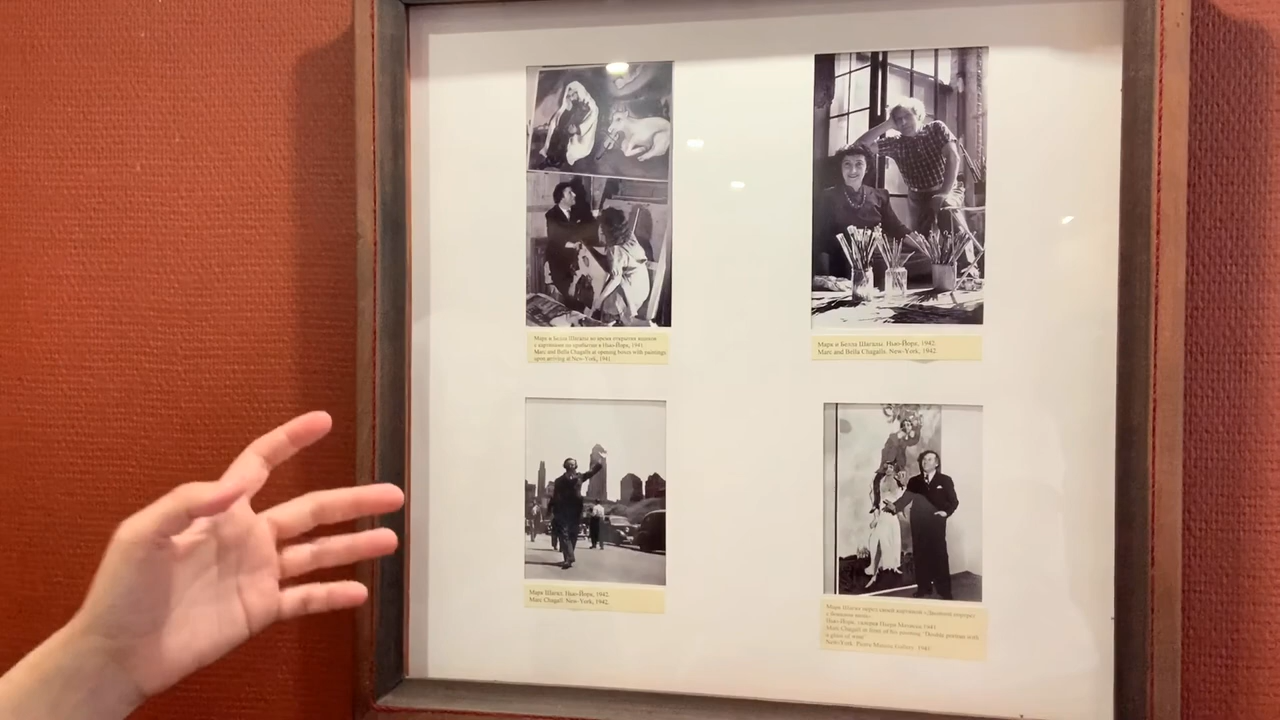 Марк и Белла Шагалы во время открытия ящиков
с картинами по прибытии в Нью-Йорк, 1941.
Marc and Bella Chagalls at opening boxes with paintings
upon arriving at New-York, 1941.
Марк и Белла Шагалы. Нью-Йорк, 1942.
Marc and Bella Chagalls. New-York, 1942.
Марк Шагал. Нью-Йорк, 1942.
Marc Chagall. New-York, 1942.
Марк Шагал перед своей картиной «Двойной портрет
с бокалом вина».
Нью-Йорк, галерея Пьера Матисса, 1941
Marc Chagall in front of his painting "Double portrait with
a glass of wine"
New-York. Pierre Matisse Gallery. 1941